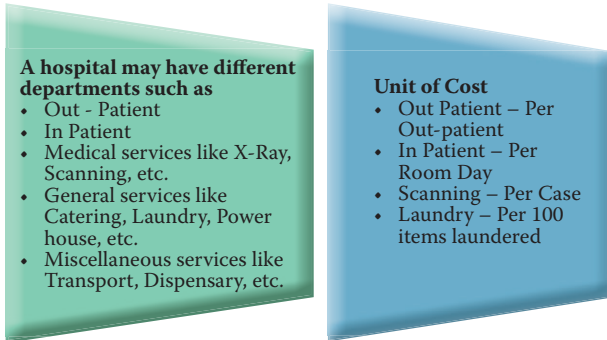 A hospital may have different
departments such as
• Out - Patient
• In Patient
• Medical services like X-Ray,
Scanning, etc.
• General services like
Catering, Laundry, Power
house, etc.
• Miscellaneous services like
Transport, Dispensary, etc.
Unit of Cost
• Out Patient – Per
Out-patient
• In Patient – Per
Room Day
• Scanning – Per Case
• Laundry – Per 100
items laundered